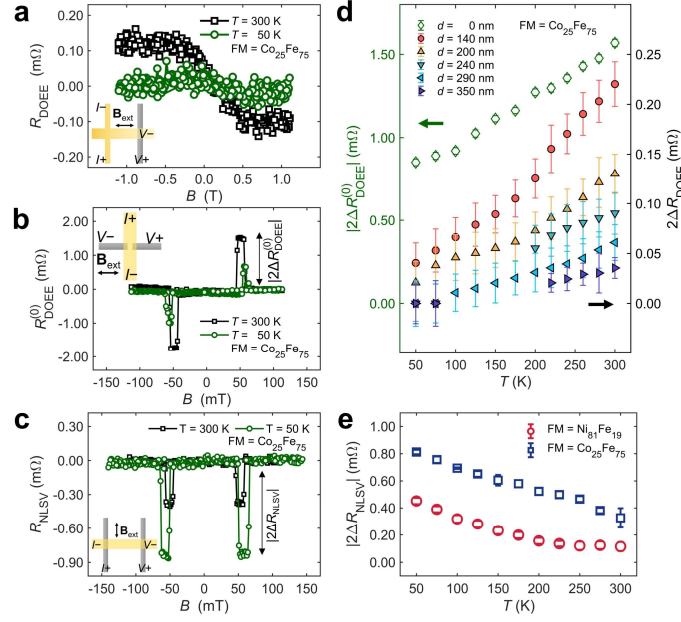 a
T = 300 K
T = 50 K
FM = Co25Fe75
R_DOEE (mΩ)
0.20
0.10
0.00
-0.10
-0.20
I−
B_ext
V−
I+
V+
-1.0 -0.5 0.0 0.5 1.0
B (T)
b
I+
V− V+
B_ext
I−
R_DOEE^(0) (mΩ)
2.00
1.00
0.00
-1.00
-2.00
|2ΔR_DOEE^(0)|
T = 300 K
T = 50 K
FM = Co25Fe75
-150 -100 -50 0 50 100 150
B (mT)
c
T = 300 K T = 50 K
FM = Co25Fe75
R_NLSV (mΩ)
0.30
0.00
-0.30
-0.60
-0.90
|2ΔR_NLSV|
B_ext
I− V−
I+ V+
-150 -100 -50 0 50 100 150
B (mT)
d
d = 0 nm
d = 140 nm
d = 200 nm
d = 240 nm
d = 290 nm
d = 350 nm
FM = Co25Fe75
|2ΔR_DOEE^(0)| (mΩ)
1.50
1.00
0.50
0.00
0.25
0.20
0.15
0.10
0.05
0.00
2ΔR_DOEE (mΩ)
50 100 150 200 250 300
T (K)
e
FM = Ni81Fe19
FM = Co25Fe75
|2ΔR_NLSV| (mΩ)
1.00
0.80
0.60
0.40
0.20
0.00
50 100 150 200 250 300
T (K)